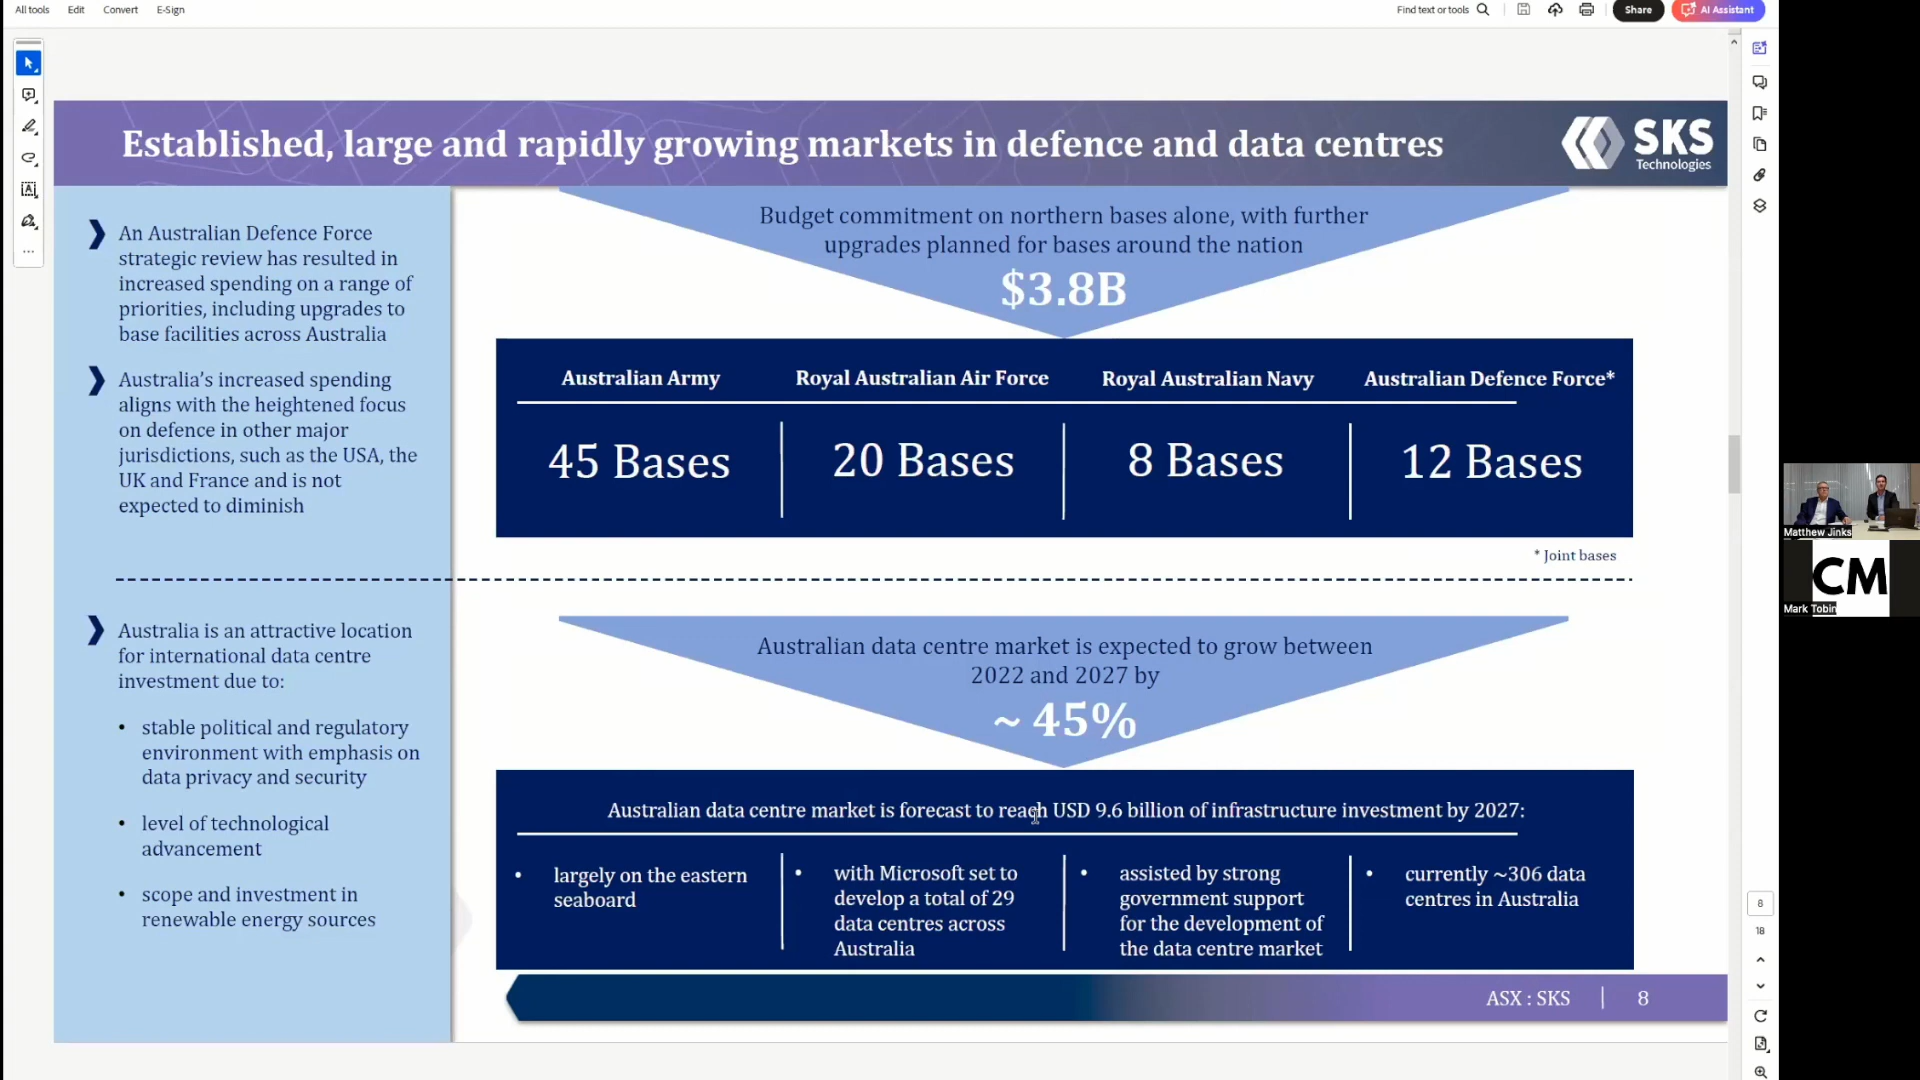 All tools Edit Convert E-Sign
Find text or tools Share AI Assistant
Established, large and rapidly growing markets in defence and data centres
SKS
Technologies
An Australian Defence Force
strategic review has resulted in
increased spending on a range of
priorities, including upgrades to
base facilities across Australia
Australia's increased spending
aligns with the heightened focus
on defence in other major
jurisdictions, such as the USA, the
UK and France and is not
expected to diminish
Budget commitment on northern bases alone, with further
upgrades planned for bases around the nation
$3.8B
Australian Army Royal Australian Air Force Royal Australian Navy Australian Defence Force*
45 Bases 20 Bases 8 Bases 12 Bases
* Joint bases
Australia is an attractive location
for international data centre
investment due to:
• stable political and regulatory
environment with emphasis on
data privacy and security
• level of technological
advancement
• scope and investment in
renewable energy sources
Australian data centre market is expected to grow between
2022 and 2027 by
~ 45%
Australian data centre market is forecast to reach USD 9.6 billion of infrastructure investment by 2027:
• largely on the eastern
seaboard
• with Microsoft set to
develop a total of 29
data centres across
Australia
• assisted by strong
government support
for the development of
the data centre market
• currently ~306 data
centres in Australia
ASX : SKS | 8
8
18
Matthew Jinks
CM
Mark Tobin